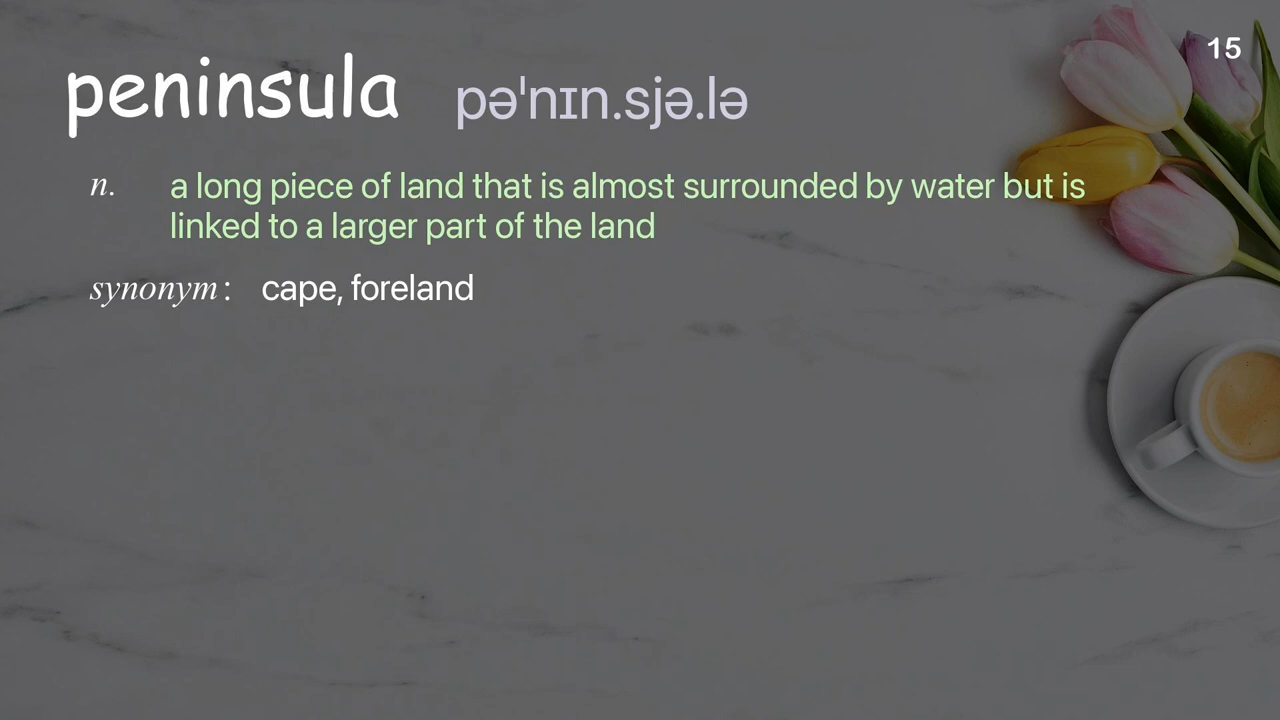 15
peninsula pəˈnɪn.sjə.lə
n. a long piece of land that is almost surrounded by water but is
linked to a larger part of the land
synonym: cape, foreland